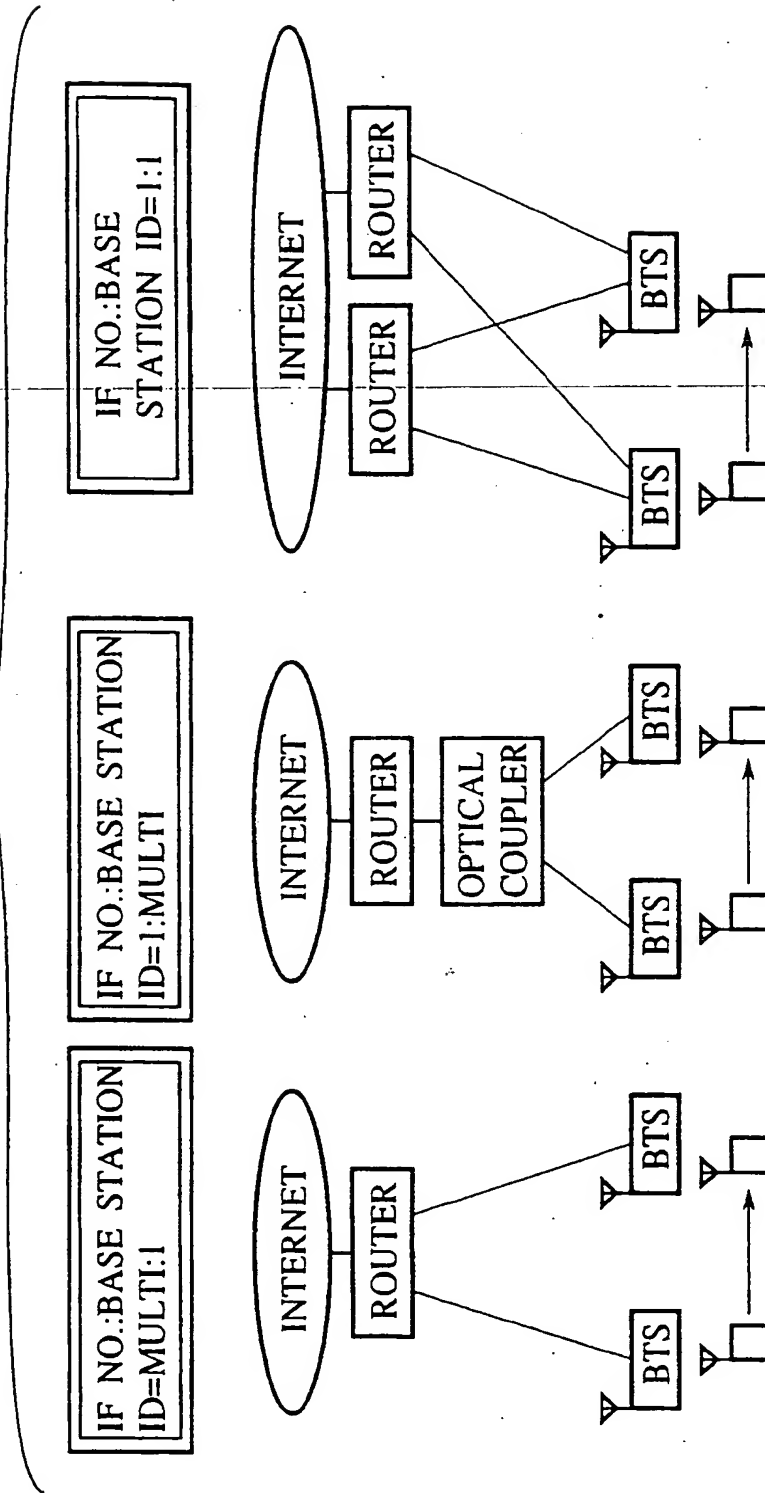 IF NO.:BASE STATION
ID=MULTI:1
INTERNET
ROUTER
BTS
BTS
IF NO.:BASE STATION
ID=1:MULTI
INTERNET
ROUTER
OPTICAL
COUPLER
BTS
BTS
IF NO.:BASE
STATION ID=1:1
INTERNET
ROUTER
ROUTER
BTS
BTS